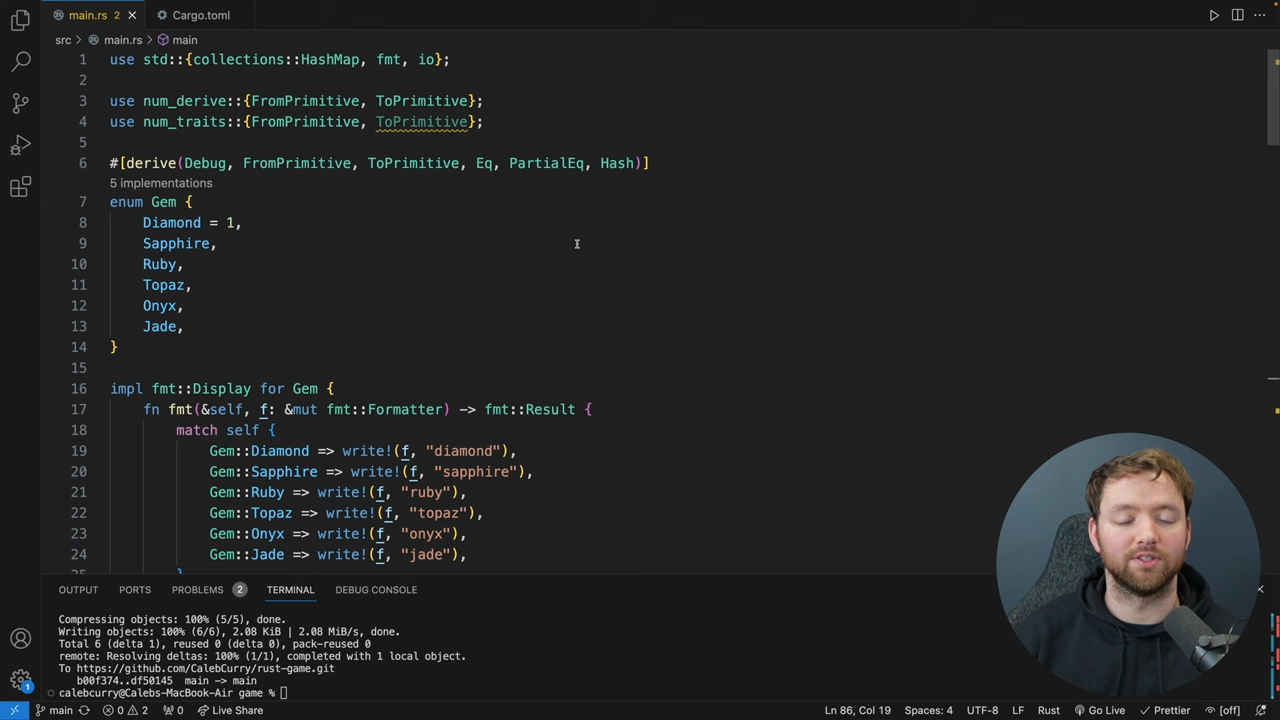 main.rs 2
Cargo.toml
src > main.rs > main
1 use std::{collections::HashMap, fmt, io};
2
3 use num_derive::{FromPrimitive, ToPrimitive};
4 use num_traits::{FromPrimitive, ToPrimitive};
5
6 #[derive(Debug, FromPrimitive, ToPrimitive, Eq, PartialEq, Hash)]
5 implementations
7 enum Gem {
8 Diamond = 1,
9 Sapphire,
10 Ruby,
11 Topaz,
12 Onyx,
13 Jade,
14 }
15
16 impl fmt::Display for Gem {
17 fn fmt(&self, f: &mut fmt::Formatter) -> fmt::Result {
18 match self {
19 Gem::Diamond => write!(f, "diamond"),
20 Gem::Sapphire => write!(f, "sapphire"),
21 Gem::Ruby => write!(f, "ruby"),
22 Gem::Topaz => write!(f, "topaz"),
23 Gem::Onyx => write!(f, "onyx"),
24 Gem::Jade => write!(f, "jade"),
25 }
OUTPUT PORTS PROBLEMS 2 TERMINAL DEBUG CONSOLE
Compressing objects: 100% (5/5), done.
Writing objects: 100% (6/6), 2.08 KiB | 2.08 MiB/s, done.
Total 6 (delta 1), reused 0 (delta 0), pack-reused 0
remote: Resolving deltas: 100% (1/1), completed with 1 local object.
To https://github.com/CalebCurry/rust-game.git
b00f374..df50145 main -> main
calebcurry@Calebs-MacBook-Air game %
1
main 0 2 0 Live Share Ln 86, Col 19 Spaces: 4 UTF-8 LF Rust Go Live Prettier [off]